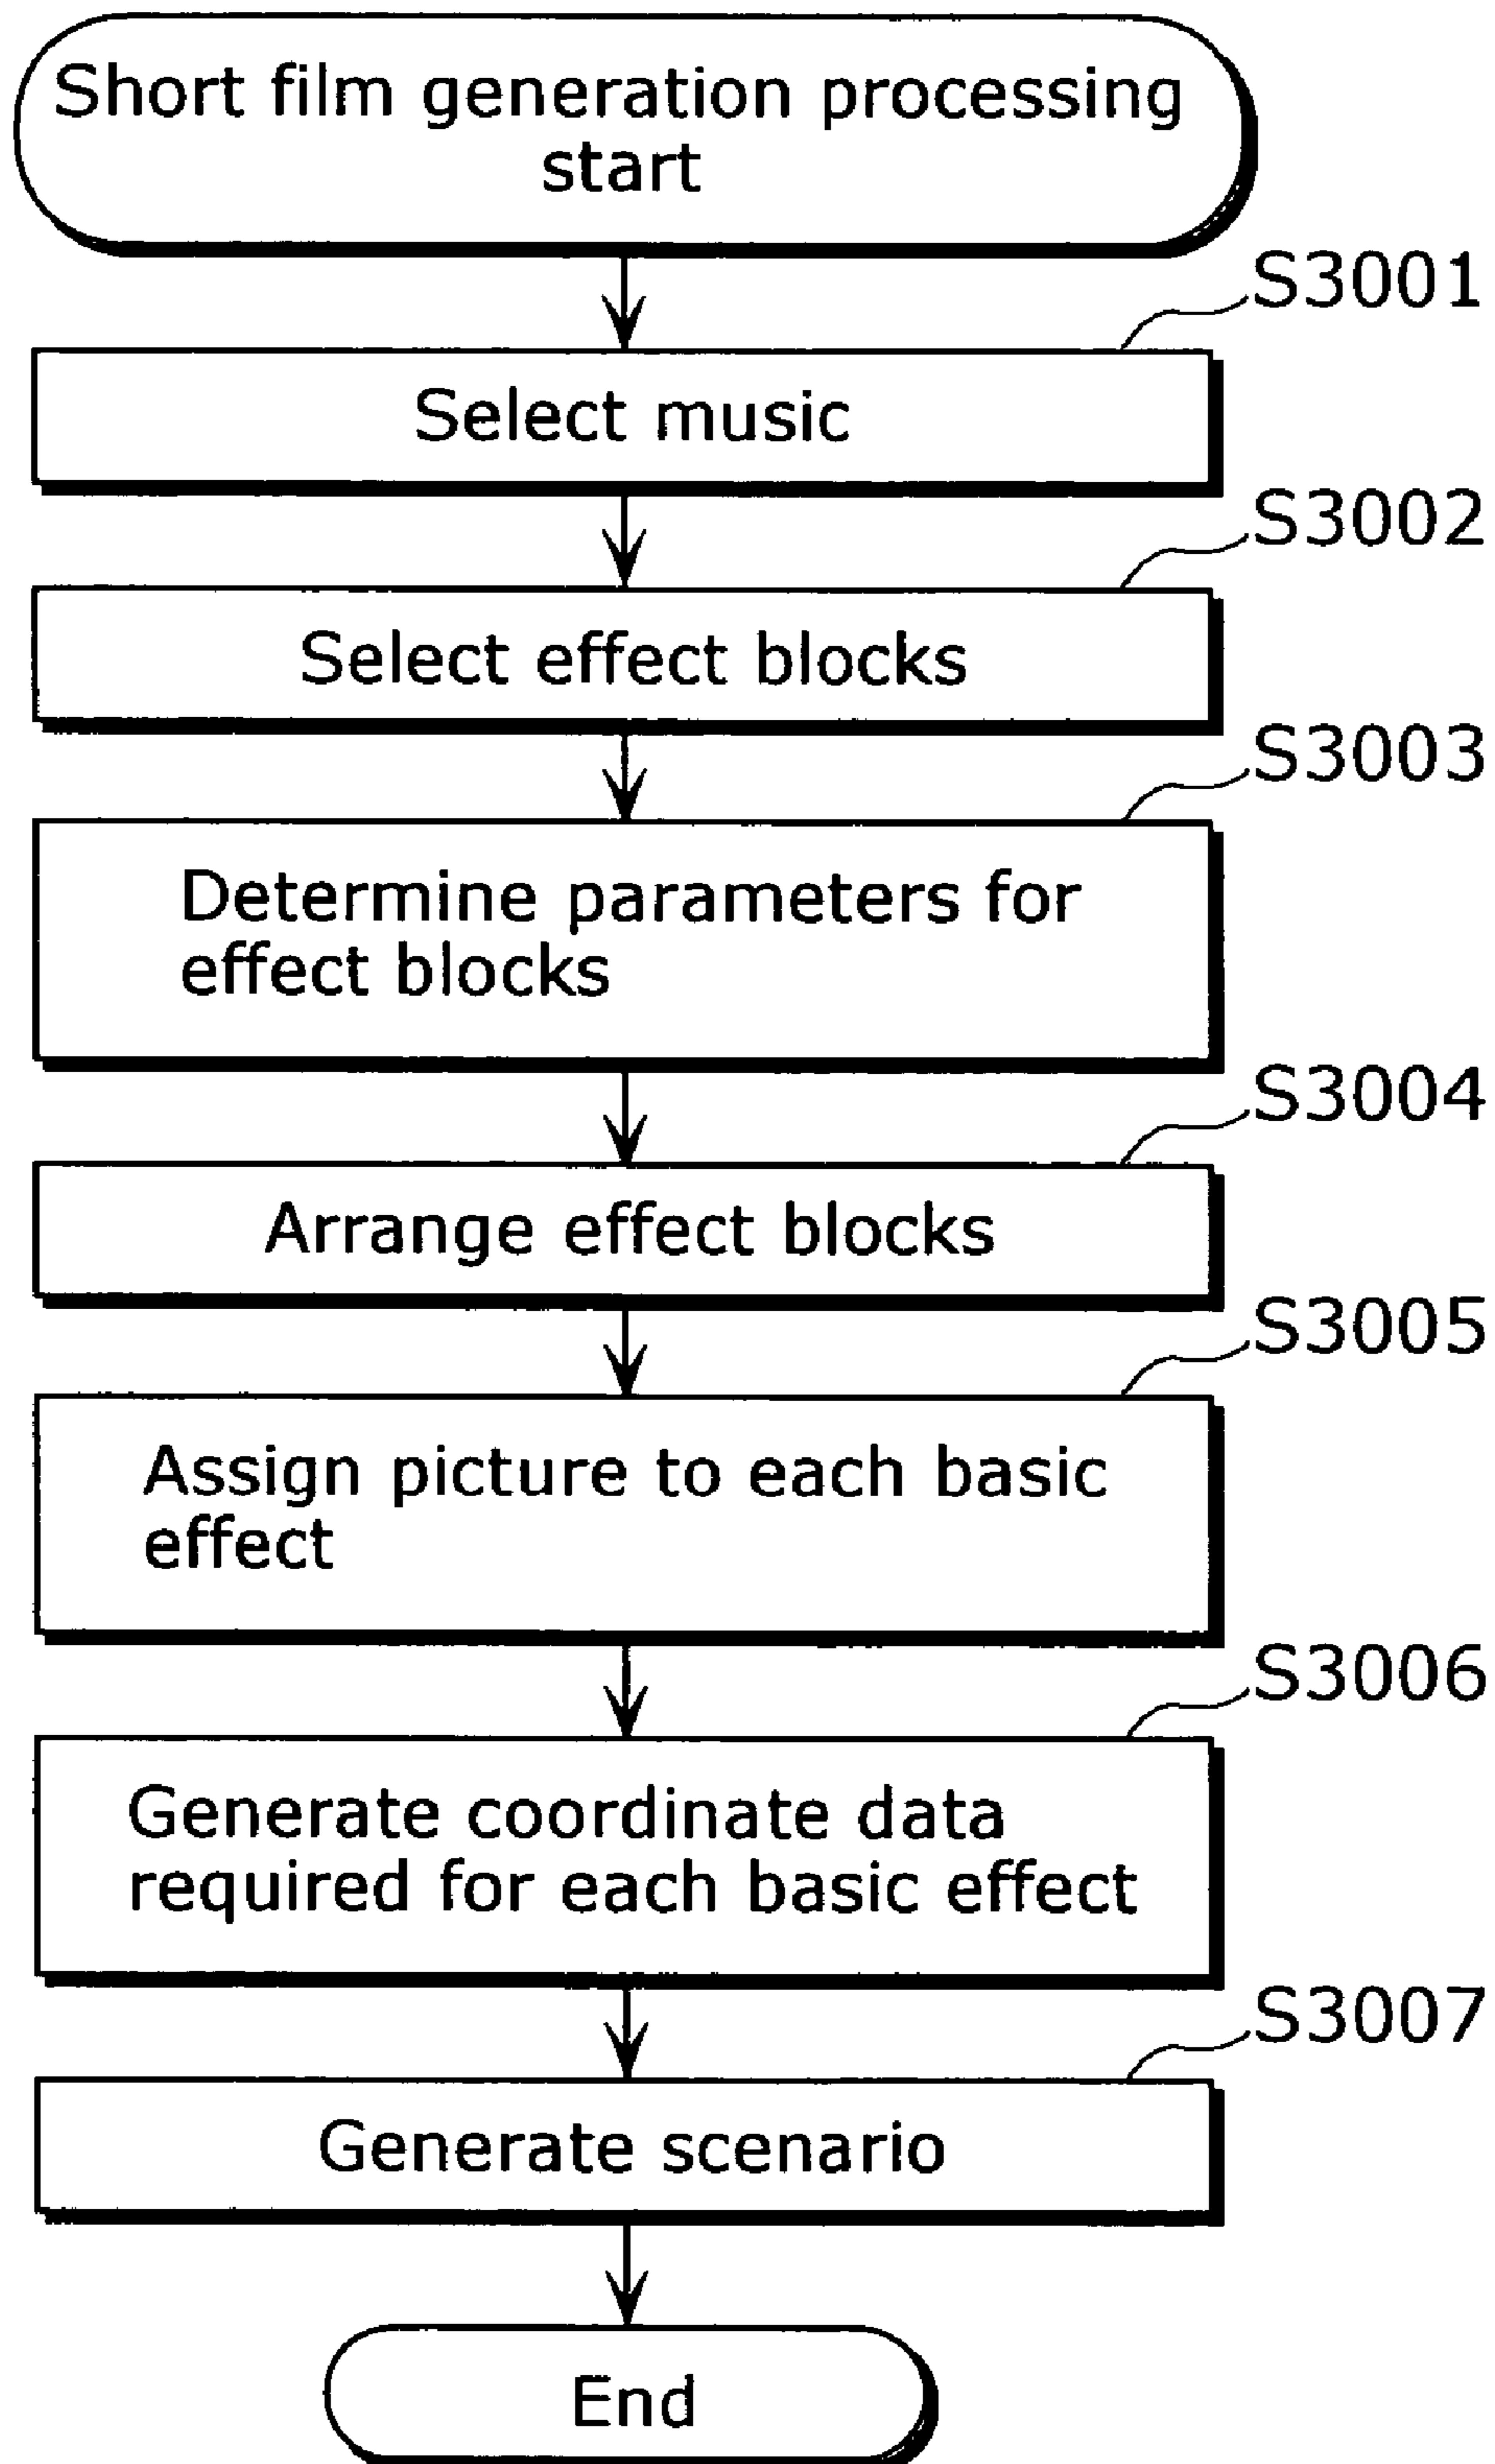 Short film generation processing
start
S3001
Select music
S3002
Select effect blocks
S3003
Determine parameters for
effect blocks
S3004
Arrange effect blocks
S3005
Assign picture to each basic
effect
S3006
Generate coordinate data
required for each basic effect
S3007
Generate scenario
End